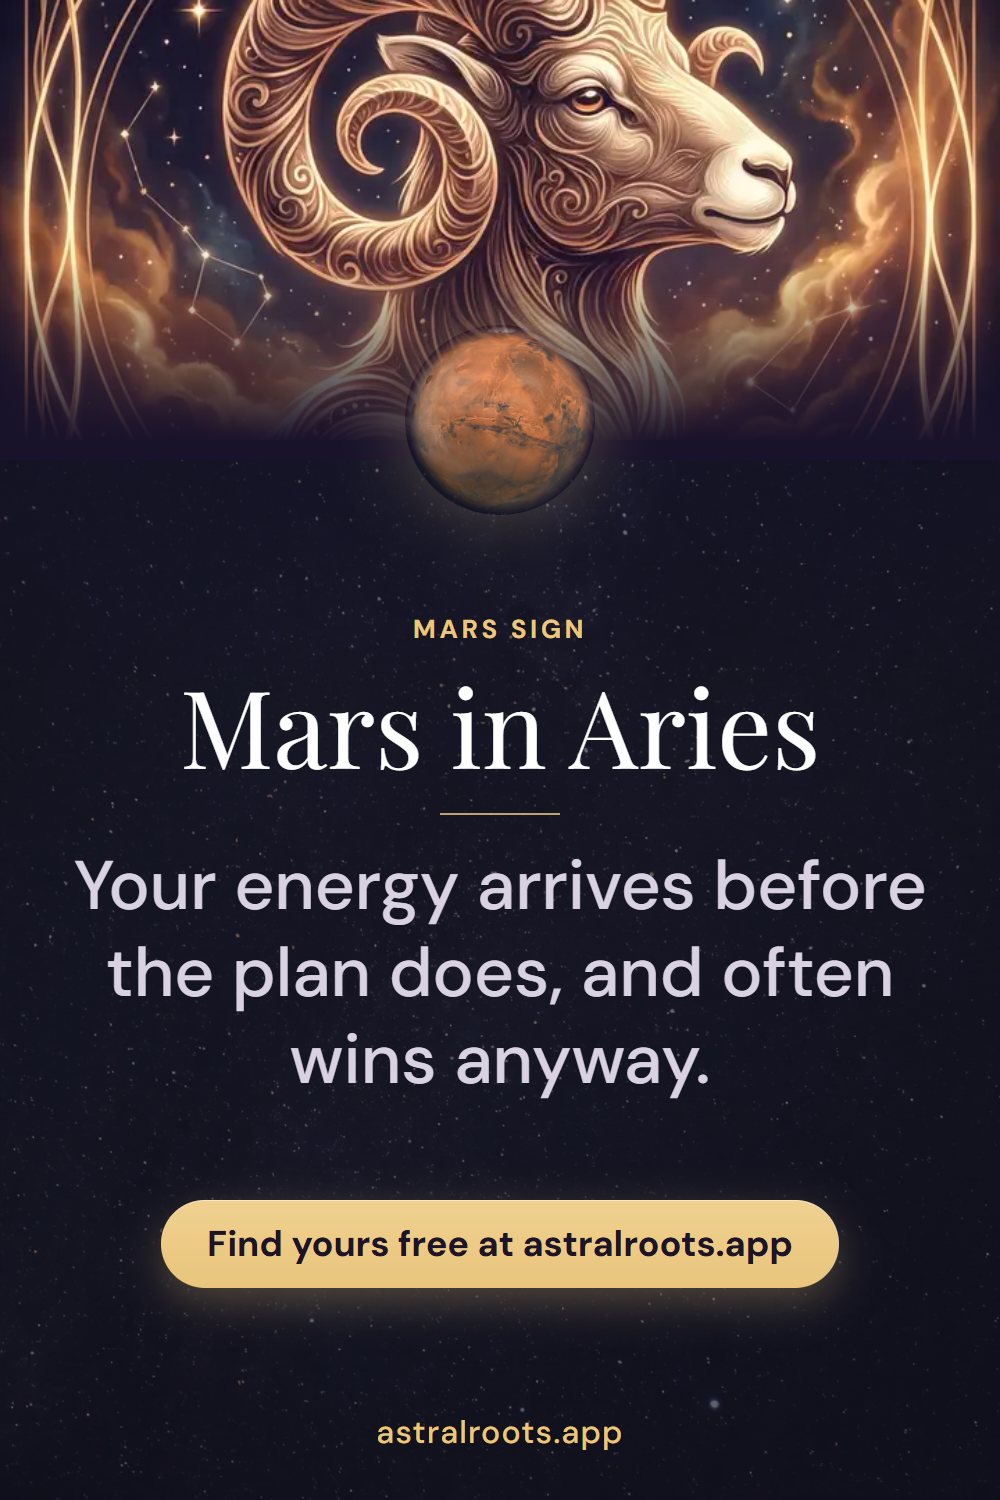 MARS SIGN
Mars in Aries
Your energy arrives before
the plan does, and often
wins anyway.
Find yours free at astralroots.app
astralroots.app